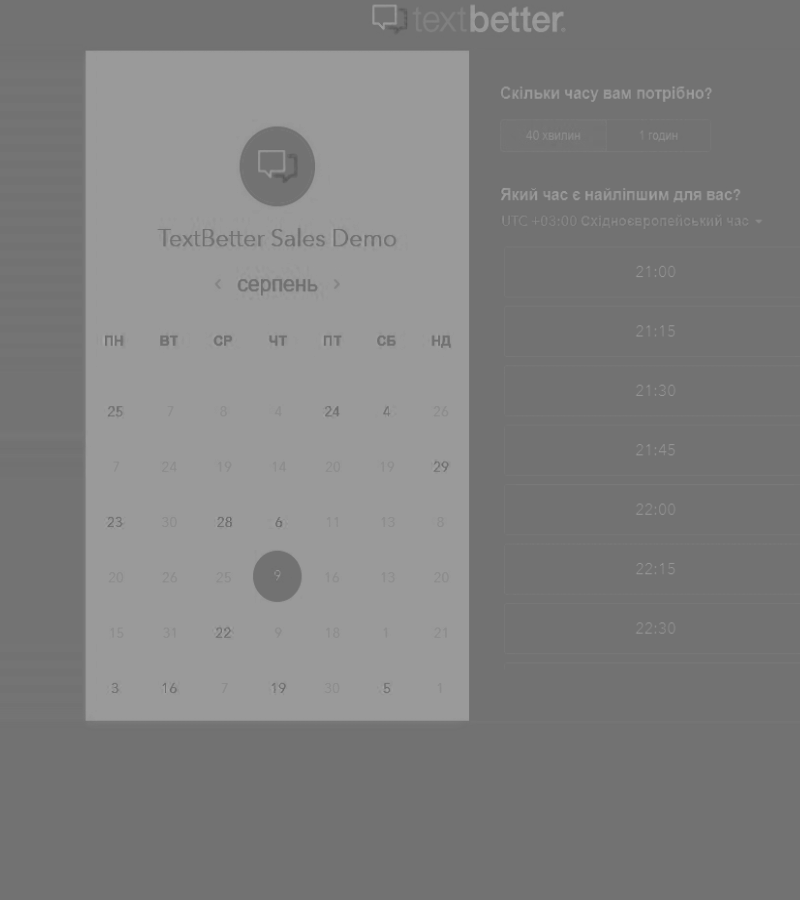 textbetter.
TextBetter Sales Demo
< серпень >
ПН ВТ СР ЧТ ПТ СБ НД
25 7 8 4 24 4 26
7 24 19 14 20 19 29
23 30 28 6 11 13 8
20 26 25 9 16 13 20
15 31 22 9 18 1 21
3 16 7 19 30 5 1
Скільки часу вам потрібно?
40 хвилин 1 годин
Який час є найліпшим для вас?
UTC +03:00 Східноєвропейський час
21:00
21:15
21:30
21:45
22:00
22:15
22:30